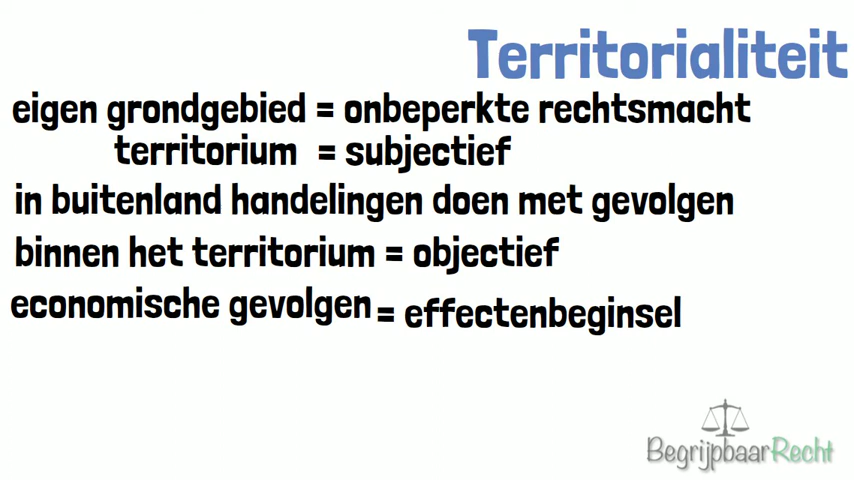 Territorialiteit
eigen grondgebied = onbeperkte rechtsmacht
territorium = subjectief
in buitenland handelingen doen met gevolgen
binnen het territorium = objectief
economische gevolgen = effectenbeginsel
BegrijpbaarRecht